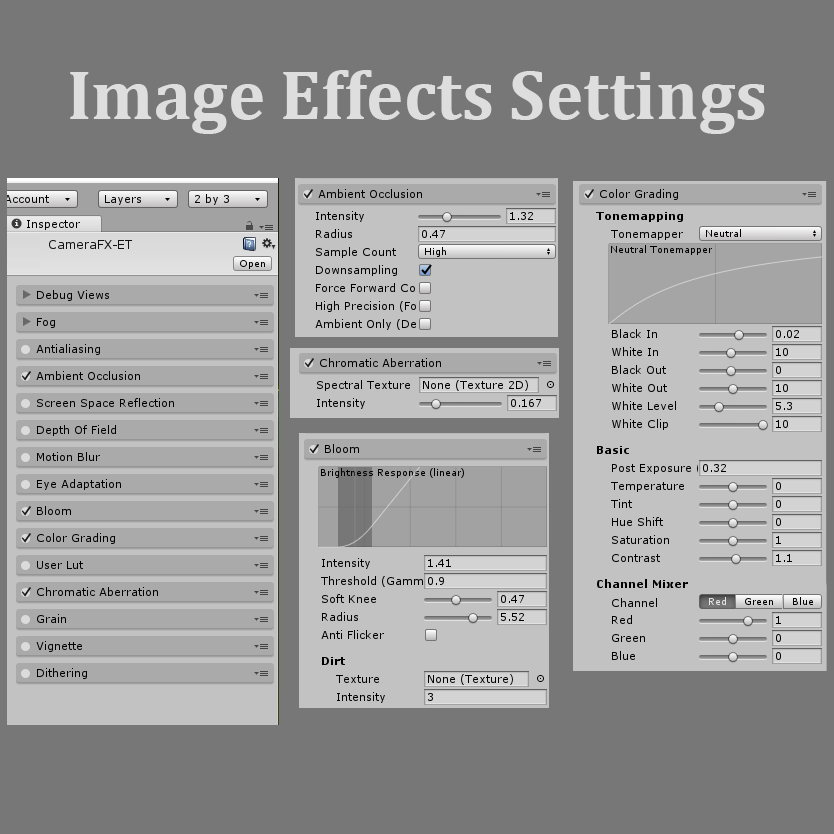 Image Effects Settings
Account
Layers
2 by 3
Inspector
CameraFX-ET
Open
Debug Views
Fog
Antialiasing
Ambient Occlusion
Screen Space Reflection
Depth Of Field
Motion Blur
Eye Adaptation
Bloom
Color Grading
User Lut
Chromatic Aberration
Grain
Vignette
Dithering
Ambient Occlusion
Intensity 1.32
Radius 0.47
Sample Count High
Downsampling
Force Forward Co
High Precision (Fo
Ambient Only (De
Chromatic Aberration
Spectral Texture None (Texture 2D)
Intensity 0.167
Bloom
Brightness Response (linear)
Intensity 1.41
Threshold (Gamm 0.9
Soft Knee 0.47
Radius 5.52
Anti Flicker
Dirt
Texture None (Texture)
Intensity 3
Color Grading
Tonemapping
Tonemapper Neutral
Neutral Tonemapper
Black In 0.02
White In 10
Black Out 0
White Out 10
White Level 5.3
White Clip 10
Basic
Post Exposure ( 0.32
Temperature 0
Tint 0
Hue Shift 0
Saturation 1
Contrast 1.1
Channel Mixer
Channel Red Green Blue
Red 1
Green 0
Blue 0